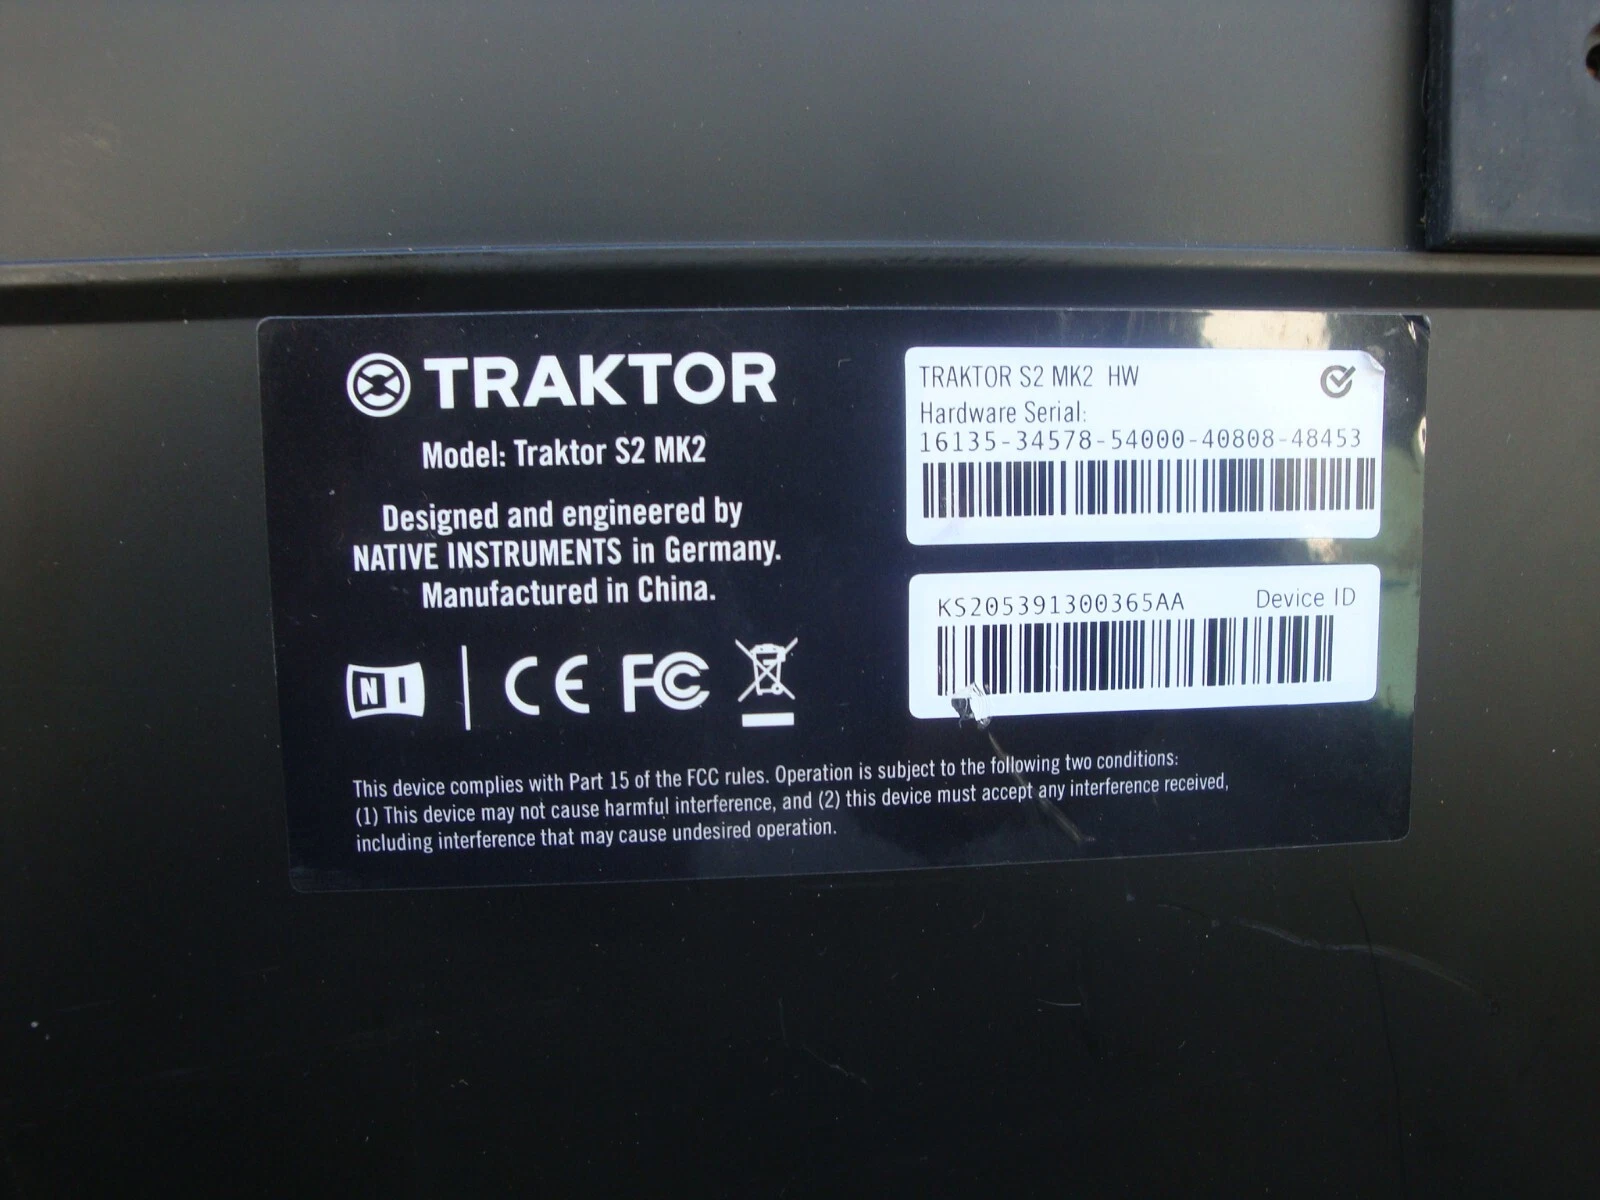 TRAKTOR
Model: Traktor S2 MK2
Designed and engineered by
NATIVE INSTRUMENTS in Germany.
Manufactured in China.
NI
CE FC
TRAKTOR S2 MK2 HW
Hardware Serial:
16135-34578-54000-40808-48453
KS205391300365AA Device ID
This device complies with Part 15 of the FCC rules. Operation is subject to the following two conditions:
(1) This device may not cause harmful interference, and (2) this device must accept any interference received,
including interference that may cause undesired operation.